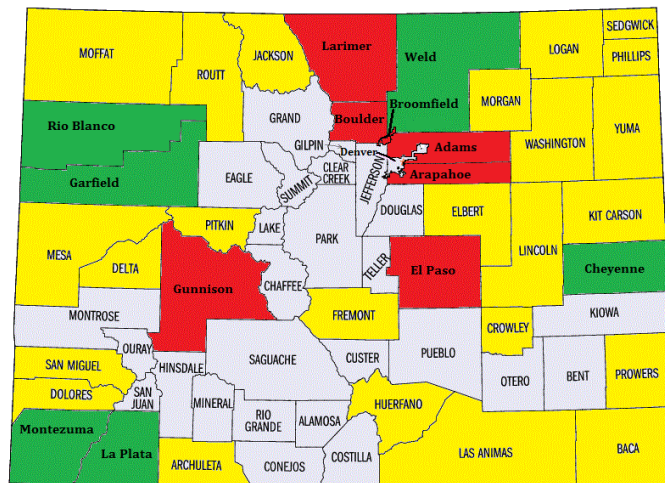 MOFFAT
ROUTT
JACKSON
Larimer
Weld
LOGAN
SEDGWICK
PHILLIPS
Rio Blanco
GRAND
Boulder
Broomfield
MORGAN
WASHINGTON
YUMA
Garfield
EAGLE
SUMMIT
GILPIN
CLEAR
CREEK
Denver
JEFFERSON
Adams
Arapahoe
DOUGLAS
ELBERT
KIT CARSON
MESA
PITKIN
LAKE
PARK
TELLER
El Paso
LINCOLN
Cheyenne
DELTA
Gunnison
CHAFFEE
FREMONT
CROWLEY
KIOWA
MONTROSE
OURAY
HINSDALE
SAGUACHE
CUSTER
PUEBLO
OTERO
BENT
PROWERS
SAN MIGUEL
DOLORES
SAN
JUAN
MINERAL
RIO
GRANDE
ALAMOSA
HUERFANO
Montezuma
La Plata
ARCHULETA
CONEJOS
COSTILLA
LAS ANIMAS
BACA